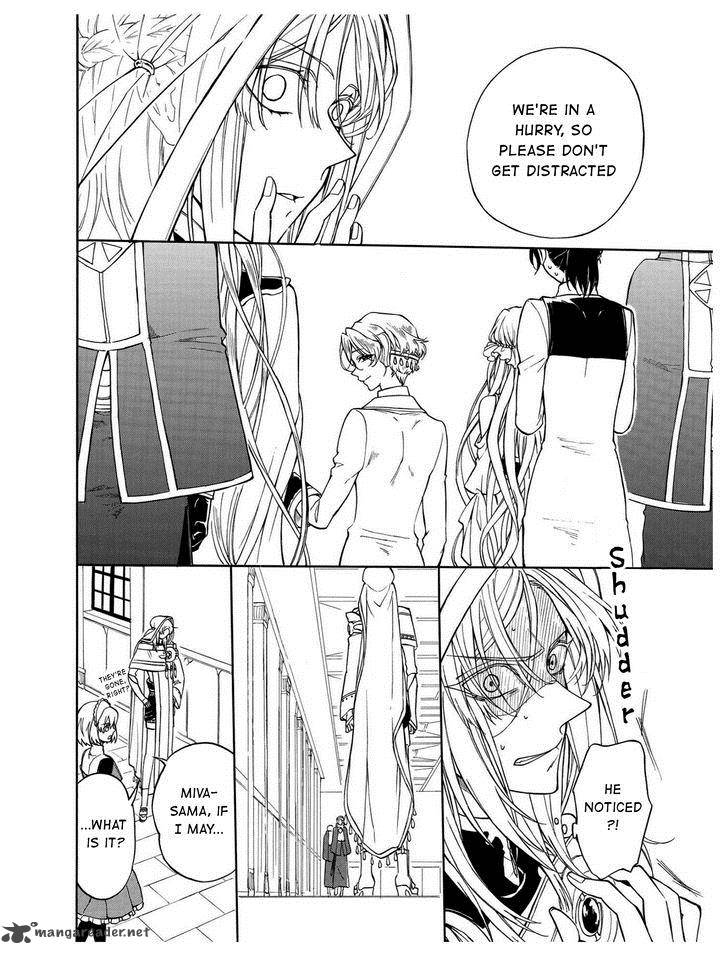 WE'RE IN A
HURRY, SO
PLEASE DON'T
GET DISTRACTED
Shudder
HE
NOTICED
?!
MIVA-
SAMA, IF
I MAY...
THEY'RE
GONE,
RIGHT?
...WHAT
IS IT?
mangareader.net